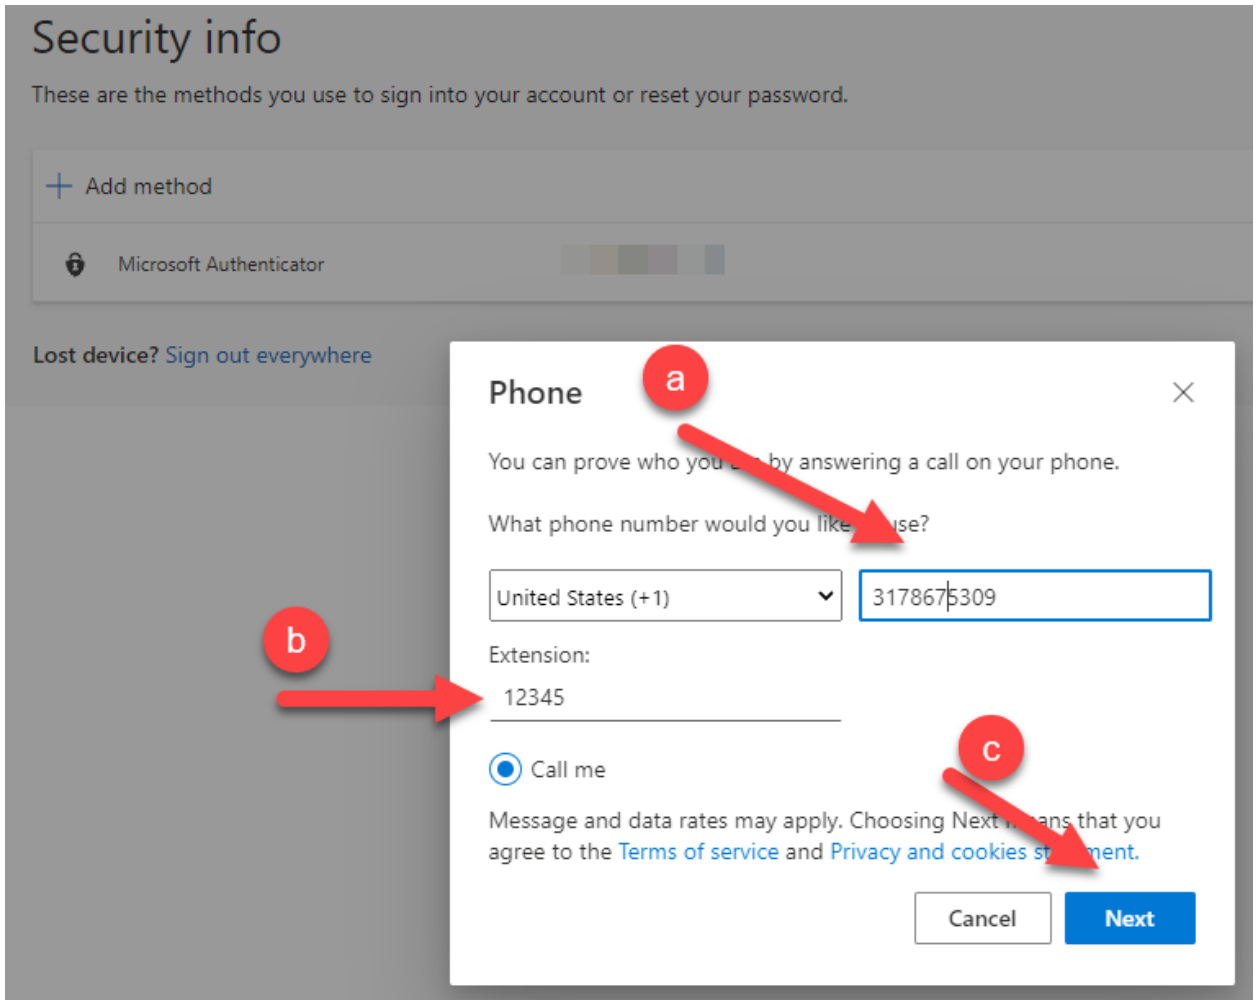 Security info
These are the methods you use to sign into your account or reset your password.
Add method
Microsoft Authenticator
Lost device? Sign out everywhere
a
Phone
You can prove who you by answering a call on your phone.
What phone number would you like use?
United States (+1) 3178675309
b
Extension:
12345
c
Call me
Message and data rates may apply. Choosing Next means that you
agree to the Terms of service and Privacy and cookies statement.
Cancel Next